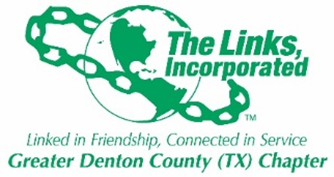 The Links,
Incorporated
TM
Linked in Friendship, Connected in Service
Greater Denton County (TX) Chapter